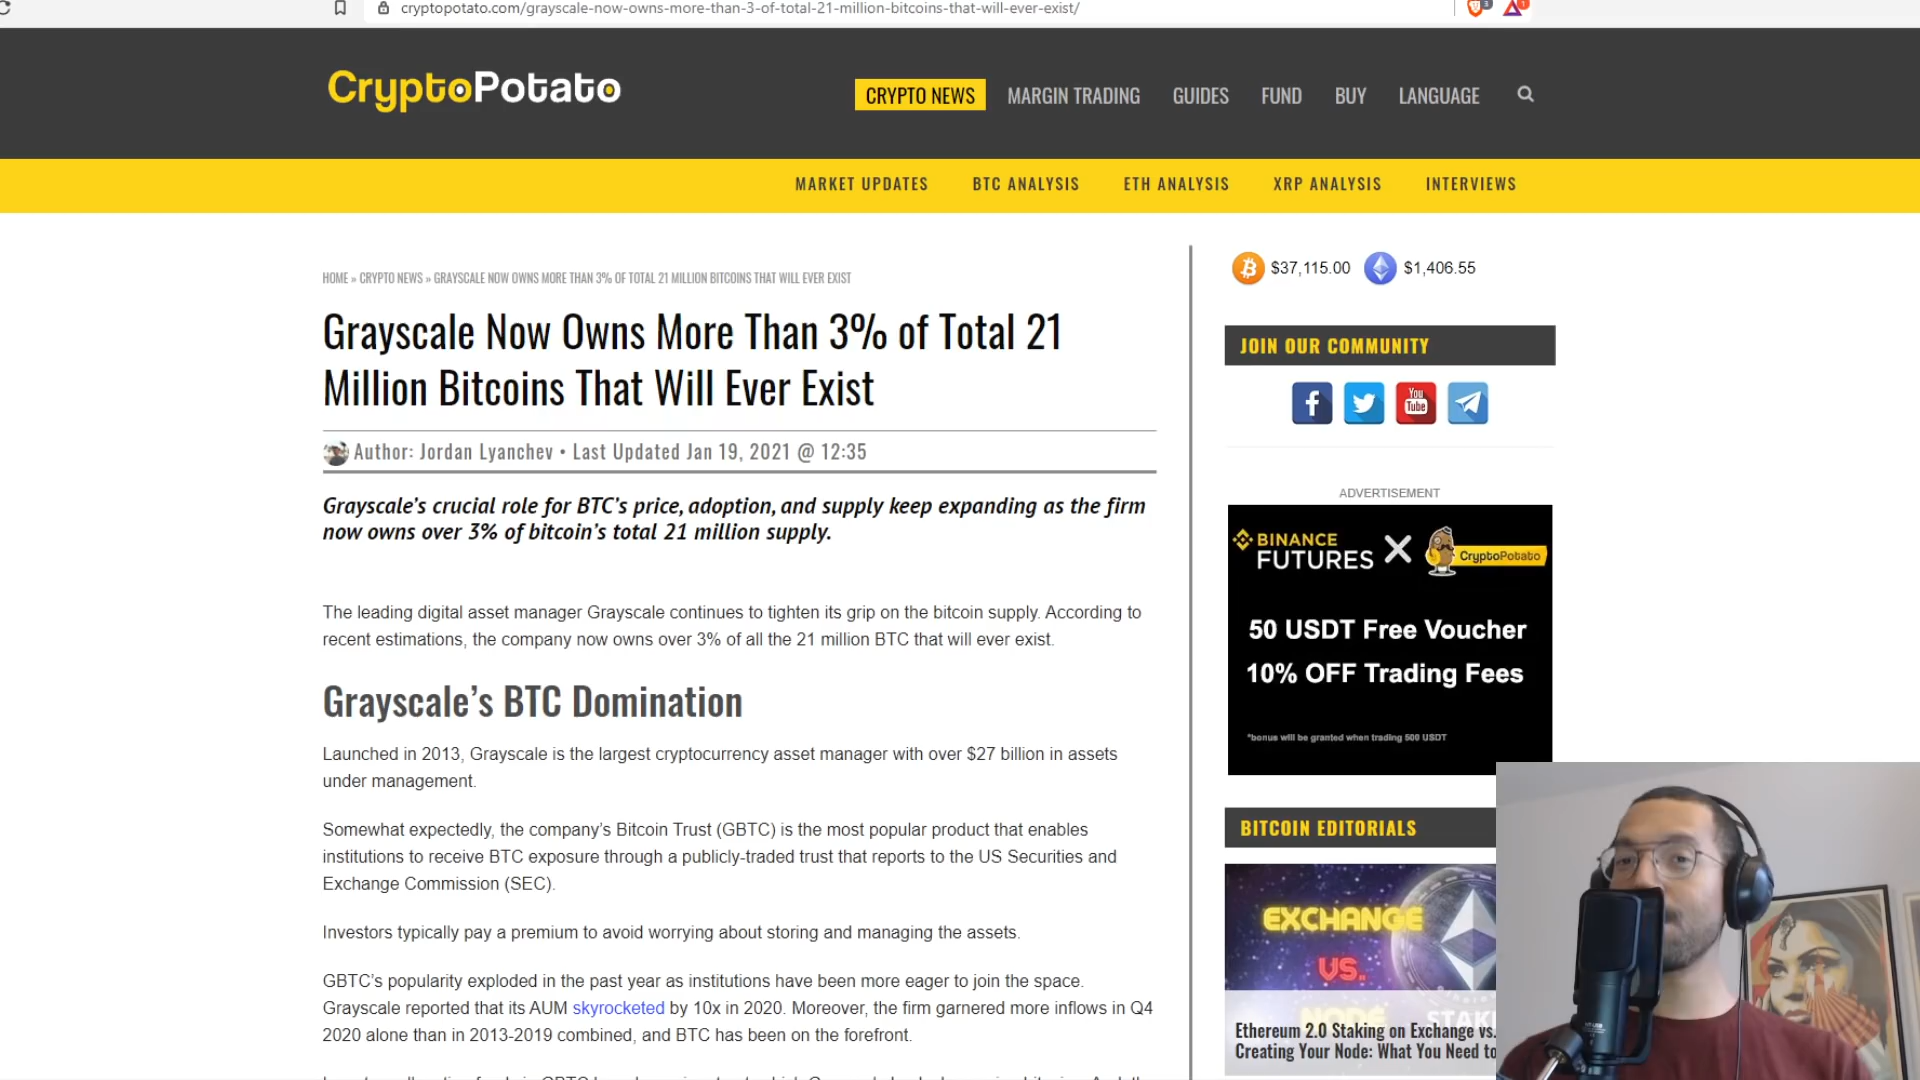 cryptopotato.com/grayscale-now-owns-more-than-3-of-total-21-million-bitcoins-that-will-ever-exist/
CryptoPotato
CRYPTO NEWS MARGIN TRADING GUIDES FUND BUY LANGUAGE
MARKET UPDATES BTC ANALYSIS ETH ANALYSIS XRP ANALYSIS INTERVIEWS
HOME » CRYPTO NEWS » GRAYSCALE NOW OWNS MORE THAN 3% OF TOTAL 21 MILLION BITCOINS THAT WILL EVER EXIST
Grayscale Now Owns More Than 3% of Total 21
Million Bitcoins That Will Ever Exist
Author: Jordan Lyanchev • Last Updated Jan 19, 2021 @ 12:35
Grayscale’s crucial role for BTC’s price, adoption, and supply keep expanding as the firm
now owns over 3% of bitcoin’s total 21 million supply.
The leading digital asset manager Grayscale continues to tighten its grip on the bitcoin supply. According to
recent estimations, the company now owns over 3% of all the 21 million BTC that will ever exist.
Grayscale’s BTC Domination
Launched in 2013, Grayscale is the largest cryptocurrency asset manager with over $27 billion in assets
under management.
Somewhat expectedly, the company’s Bitcoin Trust (GBTC) is the most popular product that enables
institutions to receive BTC exposure through a publicly-traded trust that reports to the US Securities and
Exchange Commission (SEC).
Investors typically pay a premium to avoid worrying about storing and managing the assets.
GBTC’s popularity exploded in the past year as institutions have been more eager to join the space.
Grayscale reported that its AUM skyrocketed by 10x in 2020. Moreover, the firm garnered more inflows in Q4
2020 alone than in 2013-2019 combined, and BTC has been on the forefront.
$37,115.00 $1,406.55
JOIN OUR COMMUNITY
You
Tube
ADVERTISEMENT
BINANCE
FUTURES X CryptoPotato
50 USDT Free Voucher
10% OFF Trading Fees
*bonus will be granted when trading 500 USDT
BITCOIN EDITORIALS
EXCHANGE
VS.
NODE
STAK
Ethereum 2.0 Staking on Exchange vs.
Creating Your Node: What You Need to